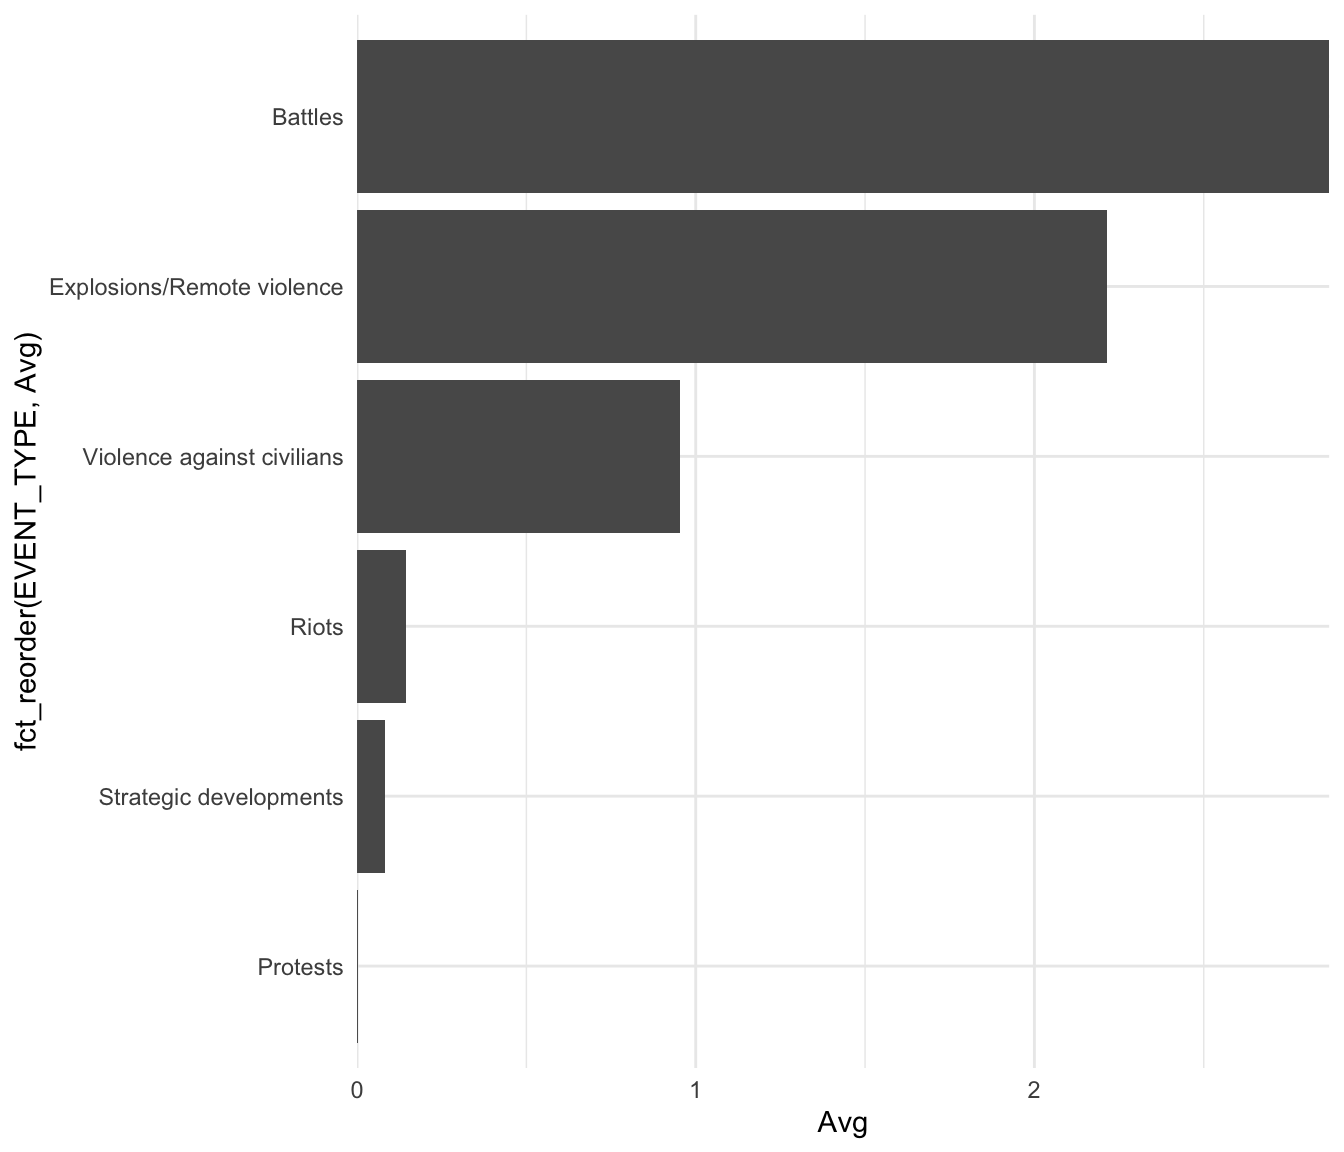 Battles
Explosions/Remote violence
Violence against civilians
Riots
Strategic developments
Protests
fct_reorder(EVENT_TYPE, Avg)
0 1 2
Avg